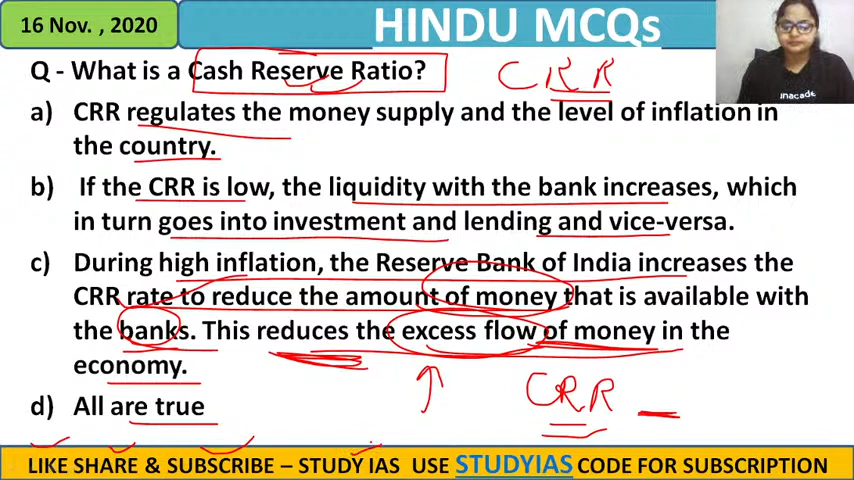 16 Nov. , 2020
HINDU MCQs
Q - What is a Cash Reserve Ratio?
CRR
a) CRR regulates the money supply and the level of inflation in
the country.
b) If the CRR is low, the liquidity with the bank increases, which
in turn goes into investment and lending and vice-versa.
c) During high inflation, the Reserve Bank of India increases the
CRR rate to reduce the amount of money that is available with
the banks. This reduces the excess flow of money in the
economy.
CRR
d) All are true
LIKE SHARE & SUBSCRIBE – STUDY IAS USE STUDYIAS CODE FOR SUBSCRIPTION